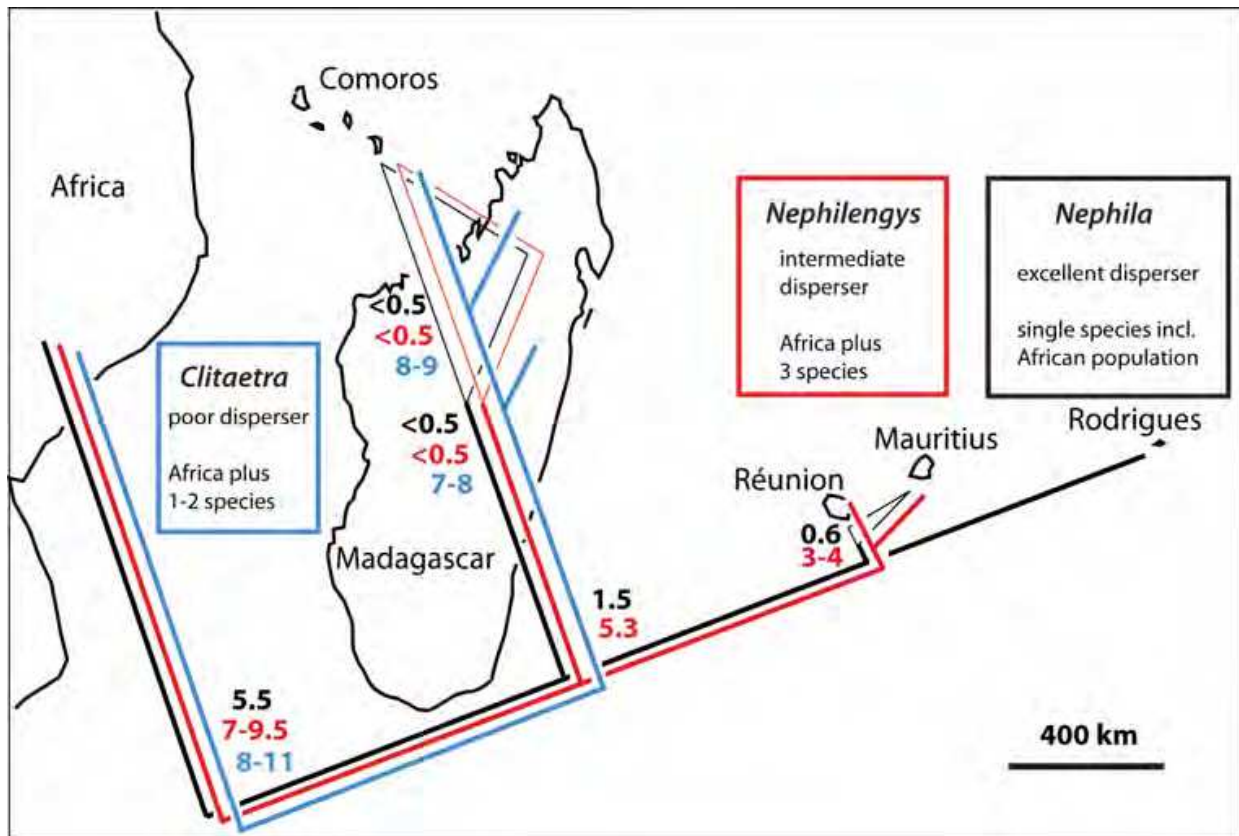 Comoros
Africa
Nephilengys
intermediate
disperser
Africa plus
3 species
Nephila
excellent disperser
single species incl.
African population
<0.5
<0.5
8-9
Clitaetra
poor disperser
Africa plus
1-2 species
<0.5
<0.5
7-8
Rodrigues
Mauritius
Réunion
0.6
3-4
Madagascar
1.5
5.3
5.5
7-9.5
8-11
400 km